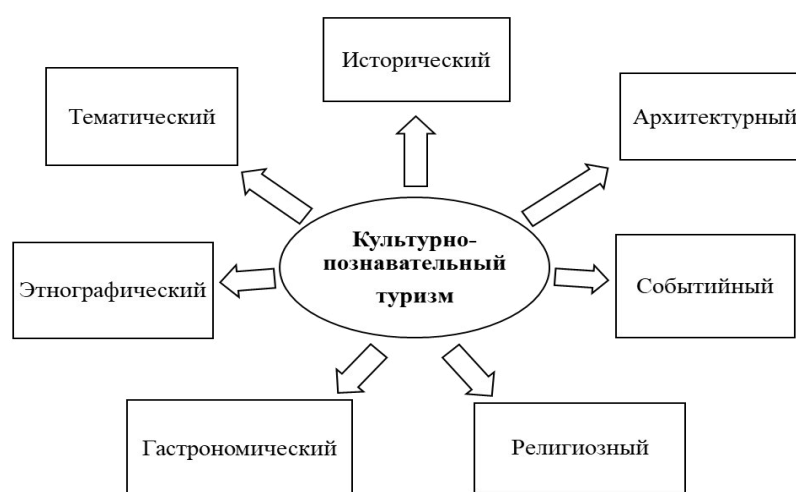 Исторический
Тематический
Архитектурный
Культурно-
познавательный
туризм
Этнографический
Событийный
Гастрономический
Религиозный